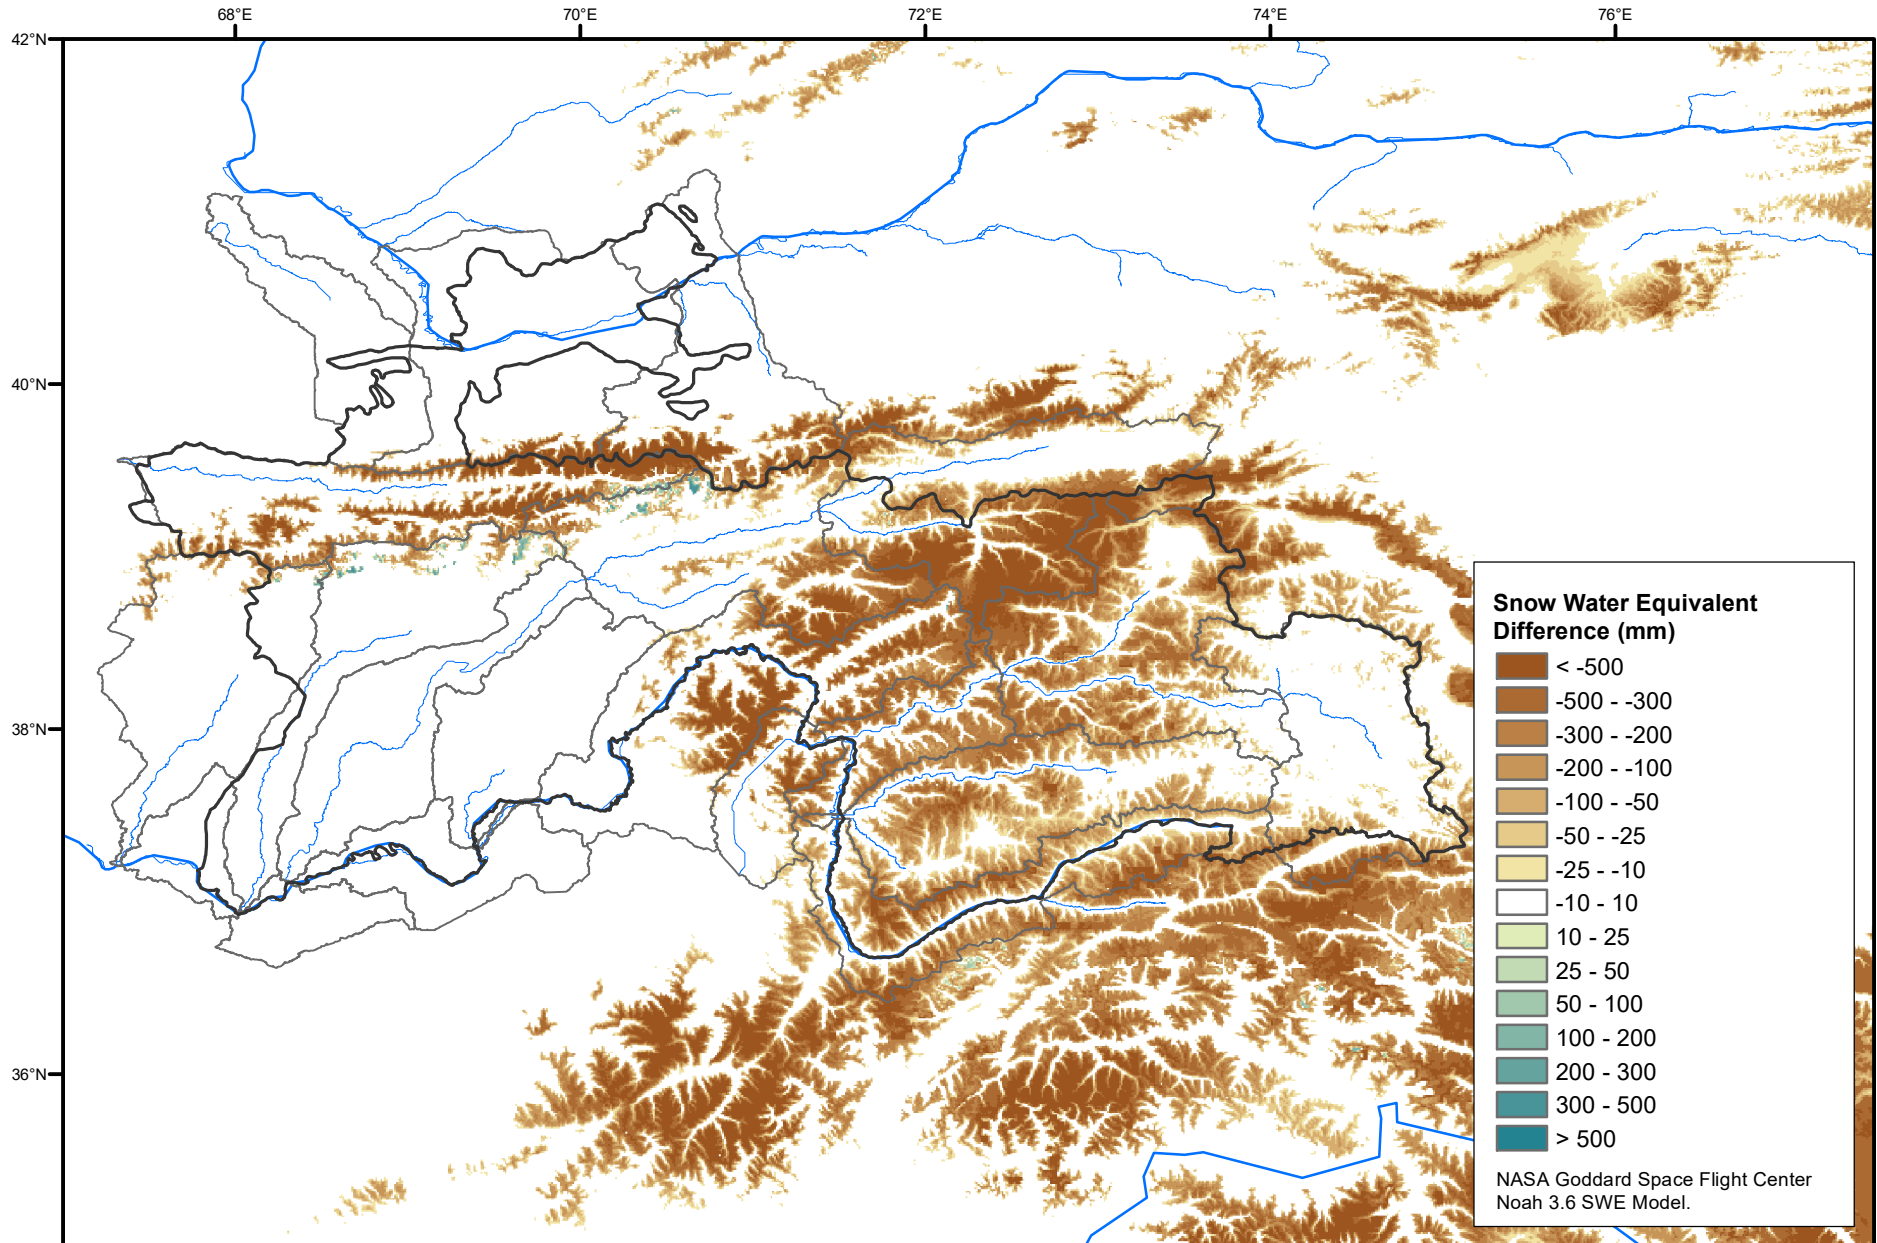 68°E
70°E
72°E
74°E
76°E
42°N
40°N
38°N
36°N
Snow Water Equivalent
Difference (mm)
< -500
-500 - -300
-300 - -200
-200 - -100
-100 - -50
-50 - -25
-25 - -10
-10 - 10
10 - 25
25 - 50
50 - 100
100 - 200
200 - 300
300 - 500
> 500
NASA Goddard Space Flight Center
Noah 3.6 SWE Model.